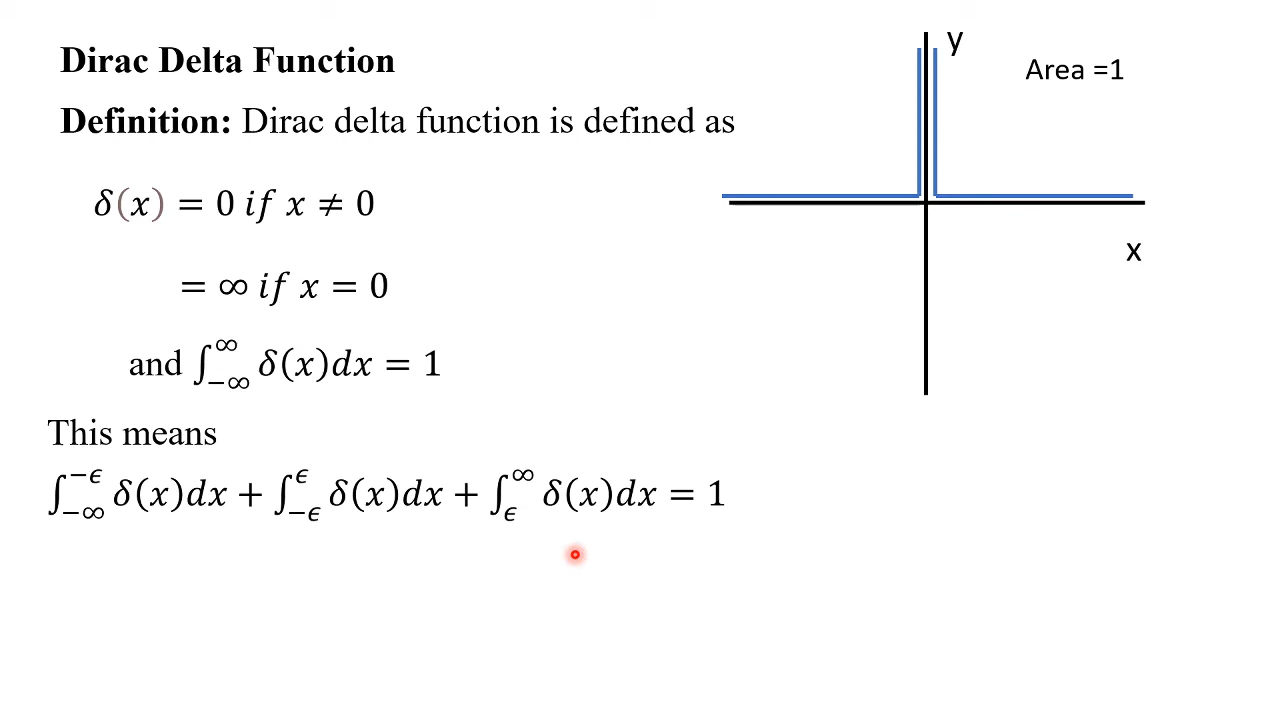 Dirac Delta Function
Definition: Dirac delta function is defined as
δ(x) = 0 if x ≠ 0
= ∞ if x = 0
and ∫_{−∞}^{∞} δ(x)dx = 1
This means
∫_{−∞}^{−ϵ} δ(x)dx + ∫_{−ϵ}^{ϵ} δ(x)dx + ∫_{ϵ}^{∞} δ(x)dx = 1
y
Area =1
x